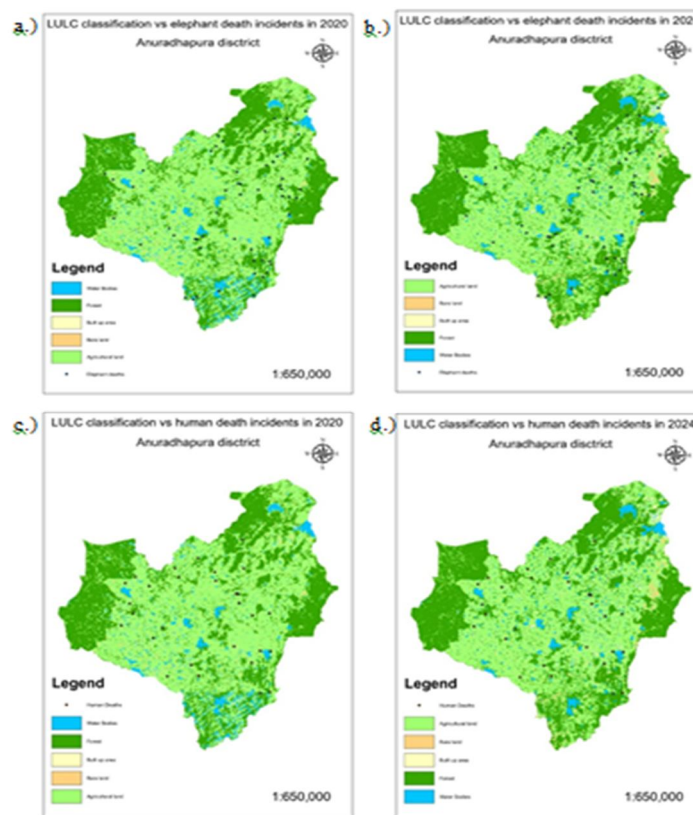 a.)
LULC classification vs elephant death incidents in 2020
Anuradhapura disctrict
Legend
Water Bodies
Forest
Built up area
Bare land
Agricultural land
Elephant deaths
1:650,000
b.)
LULC classification vs elephant death incidents in 202
Anuradhapura disctrict
Legend
Agricultural land
Bare land
Built up area
Forest
Water Bodies
Elephant deaths
1:650,000
c.)
LULC classification vs human death incidents in 2020
Anuradhapura disctrict
Legend
Human Deaths
Water Bodies
Forest
Built up area
Bare land
Agricultural land
1:650,000
d.)
LULC classification vs human death incidents in 2024
Anuradhapura disctrict
Legend
Human Deaths
Agricultural land
Bare land
Built up area
Forest
Water Bodies
1:650,000